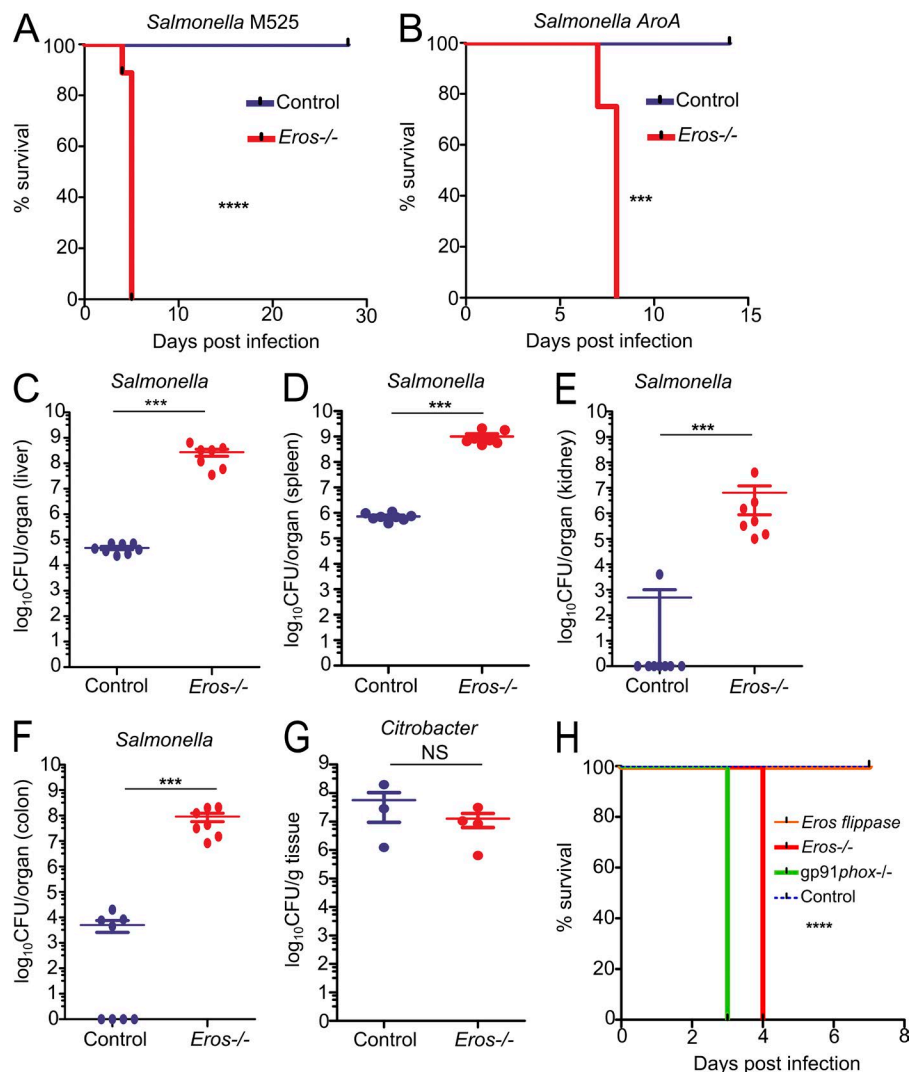 A
Salmonella M525
100
80
60
40
20
0
% survival
Control
Eros-/-
****
0 10 20 30
Days post infection
B
Salmonella AroA
100
80
60
40
20
0
% survival
Control
Eros-/-
***
0 5 10 15
Days post infection
C
Salmonella
***
10
9
8
7
6
5
4
3
2
1
0
log10CFU/organ (liver)
Control Eros-/-
D
Salmonella
***
10
9
8
7
6
5
4
3
2
1
0
log10CFU/organ (spleen)
Control Eros-/-
E
Salmonella
***
10
9
8
7
6
5
4
3
2
1
0
log10CFU/organ (kidney)
Control Eros-/-
F
Salmonella
***
10
9
8
7
6
5
4
3
2
1
0
log10CFU/organ (colon)
Control Eros-/-
G
Citrobacter
NS
9
8
7
6
5
4
3
2
1
0
log10CFU/g tissue
Control Eros-/-
H
100
80
60
40
20
0
% survival
Eros flippase
Eros-/-
gp91phox-/-
Control
****
0 2 4 6 8
Days post infection